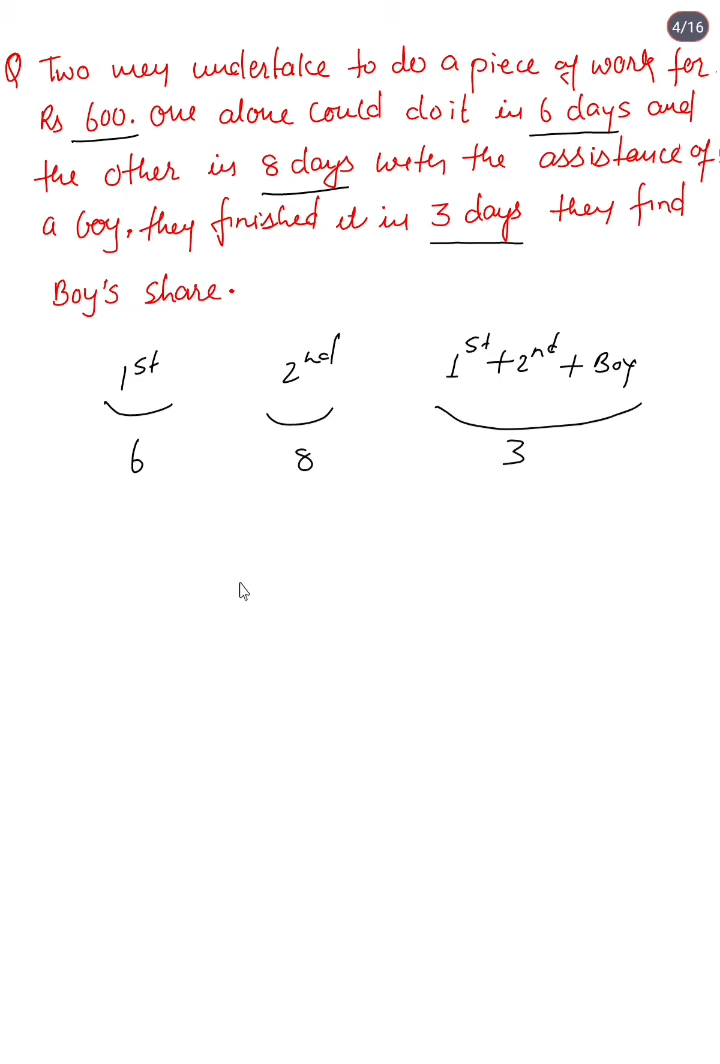 4/16
Q Two men undertake to do a piece of work for
Rs 600. One alone could do it in 6 days and
the other in 8 days with the assistance of
a boy, they finished it in 3 days they find
Boy's share.
1st 2nd 1st + 2nd + Boy
6 8 3